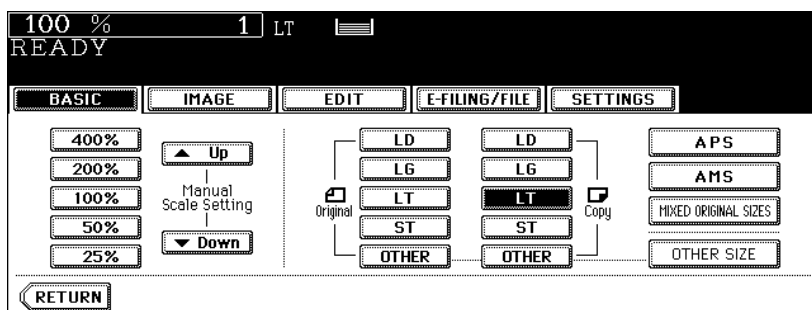 100 % 1 LT
READY
BASIC IMAGE EDIT E-FILING/FILE SETTINGS
400% Up LD LD APS
200% LG LG AMS
100% Manual Scale Setting Original LT LT Copy MIXED ORIGINAL SIZES
50% ST ST
25% Down OTHER OTHER OTHER SIZE
RETURN